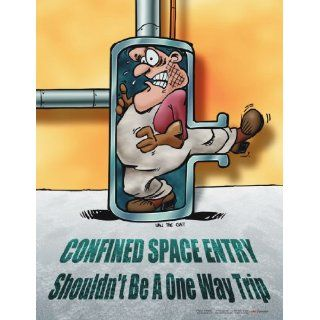 CONFINED SPACE ENTRY
Shouldn't Be A One Way Trip